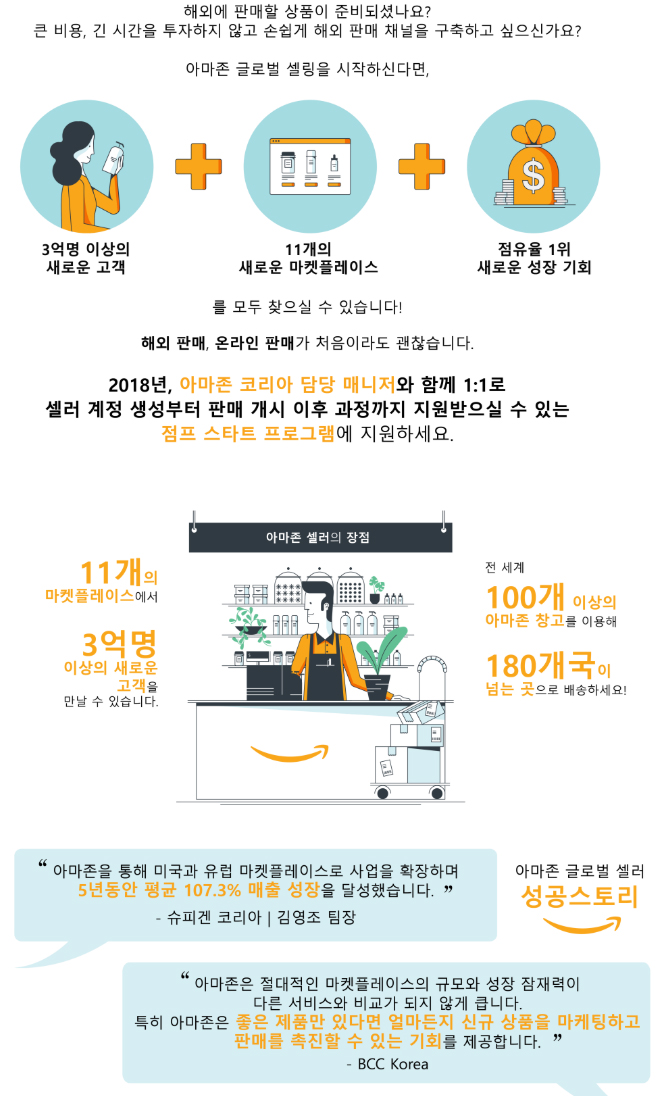 해외에 판매할 상품이 준비되셨나요?
큰 비용, 긴 시간을 투자하지 않고 손쉽게 해외 판매 채널을 구축하고 싶으신가요?
아마존 글로벌 셀링을 시작하신다면,
$
3억명 이상의
새로운 고객
11개의
새로운 마켓플레이스
점유율 1위
새로운 성장 기회
를 모두 찾으실 수 있습니다!
해외 판매, 온라인 판매가 처음이라도 괜찮습니다.
2018년, 아마존 코리아 담당 매니저와 함께 1:1로
셀러 계정 생성부터 판매 개시 이후 과정까지 지원받으실 수 있는
점프 스타트 프로그램에 지원하세요.
아마존 셀러의 장점
11개의
마켓플레이스에서
3억명
이상의 새로운
고객을
만날 수 있습니다.
전 세계
100개 이상의
아마존 창고를 이용해
180개국이
넘는 곳으로 배송하세요!
“ 아마존을 통해 미국과 유럽 마켓플레이스로 사업을 확장하며
5년동안 평균 107.3% 매출 성장을 달성했습니다. ”
- 슈피겐 코리아 | 김영조 팀장
아마존 글로벌 셀러
성공스토리
“ 아마존은 절대적인 마켓플레이스의 규모와 성장 잠재력이
다른 서비스와 비교가 되지 않게 큽니다.
특히 아마존은 좋은 제품만 있다면 얼마든지 신규 상품을 마케팅하고
판매를 촉진할 수 있는 기회를 제공합니다. ”
- BCC Korea